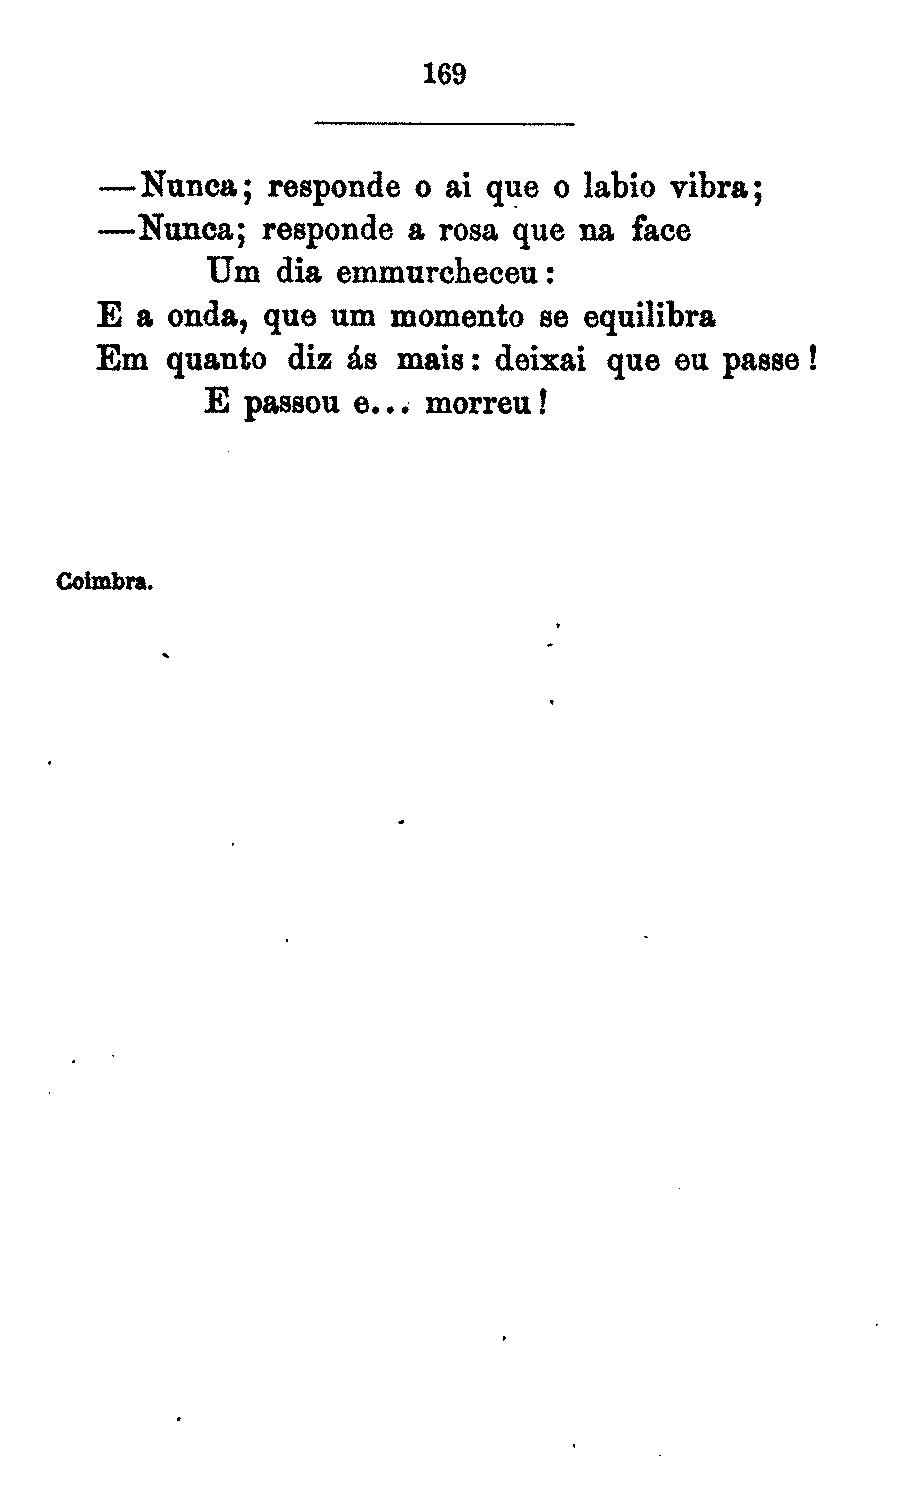 169
—Nunca; responde o ai que o labio vibra;
—Nunca; responde a rosa que na face
Um dia emmurcheceu:
E a onda, que um momento se equilibra
Em quanto diz ás mais: deixai que eu passe!
E passou e... morreu!
Coimbra.